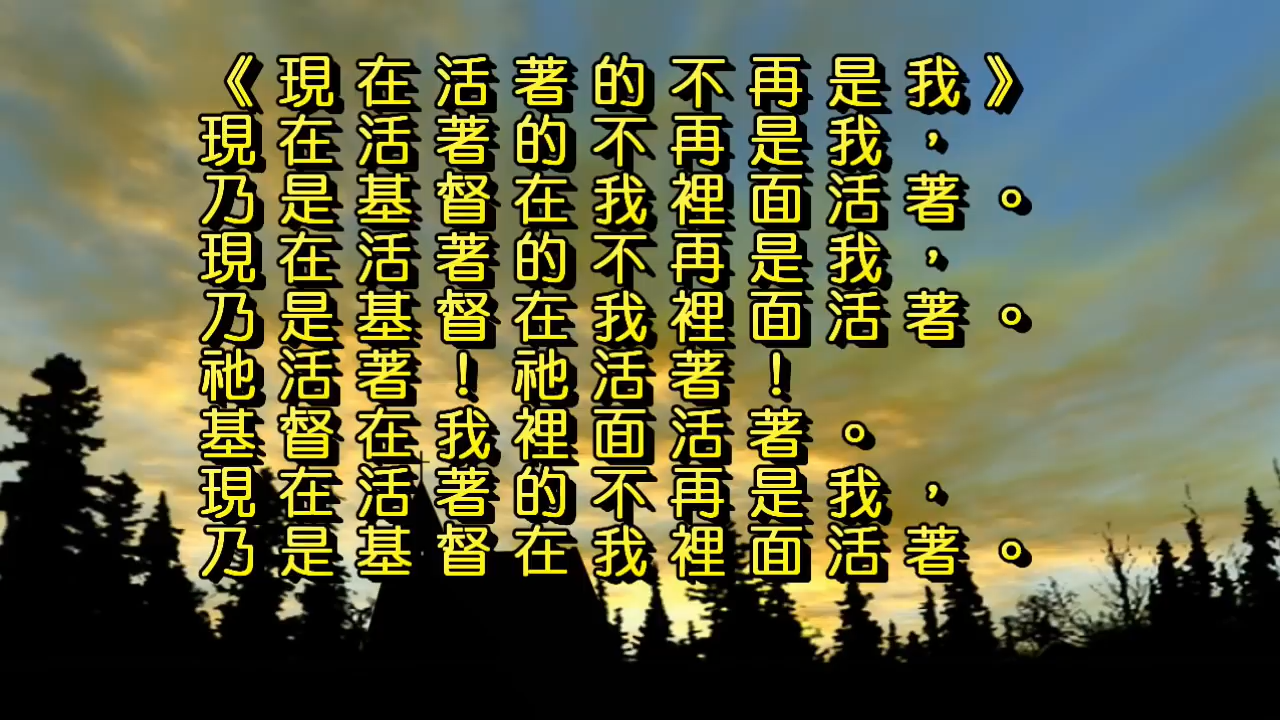 《現在活著的不再是我》
現在活著的不再是我，
乃是基督在我裡面活著。
現在活著的不再是我，
乃是基督在我裡面活著。
祂活著！祂活著！
基督在我裡面活著。
現在活著的不再是我，
乃是基督在我裡面活著。